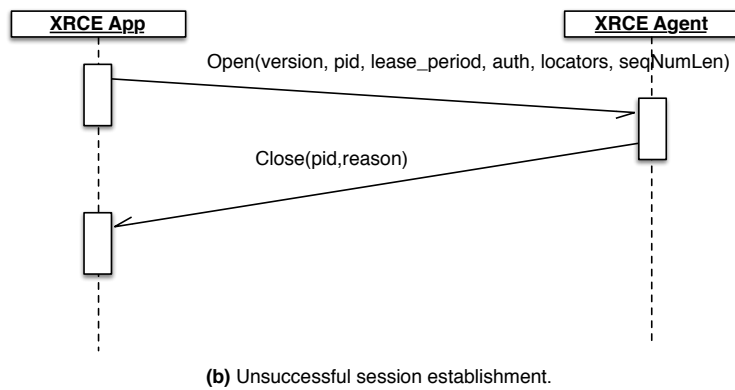 XRCE App
XRCE Agent
Open(version, pid, lease_period, auth, locators, seqNumLen)
Close(pid,reason)
(b) Unsuccessful session establishment.